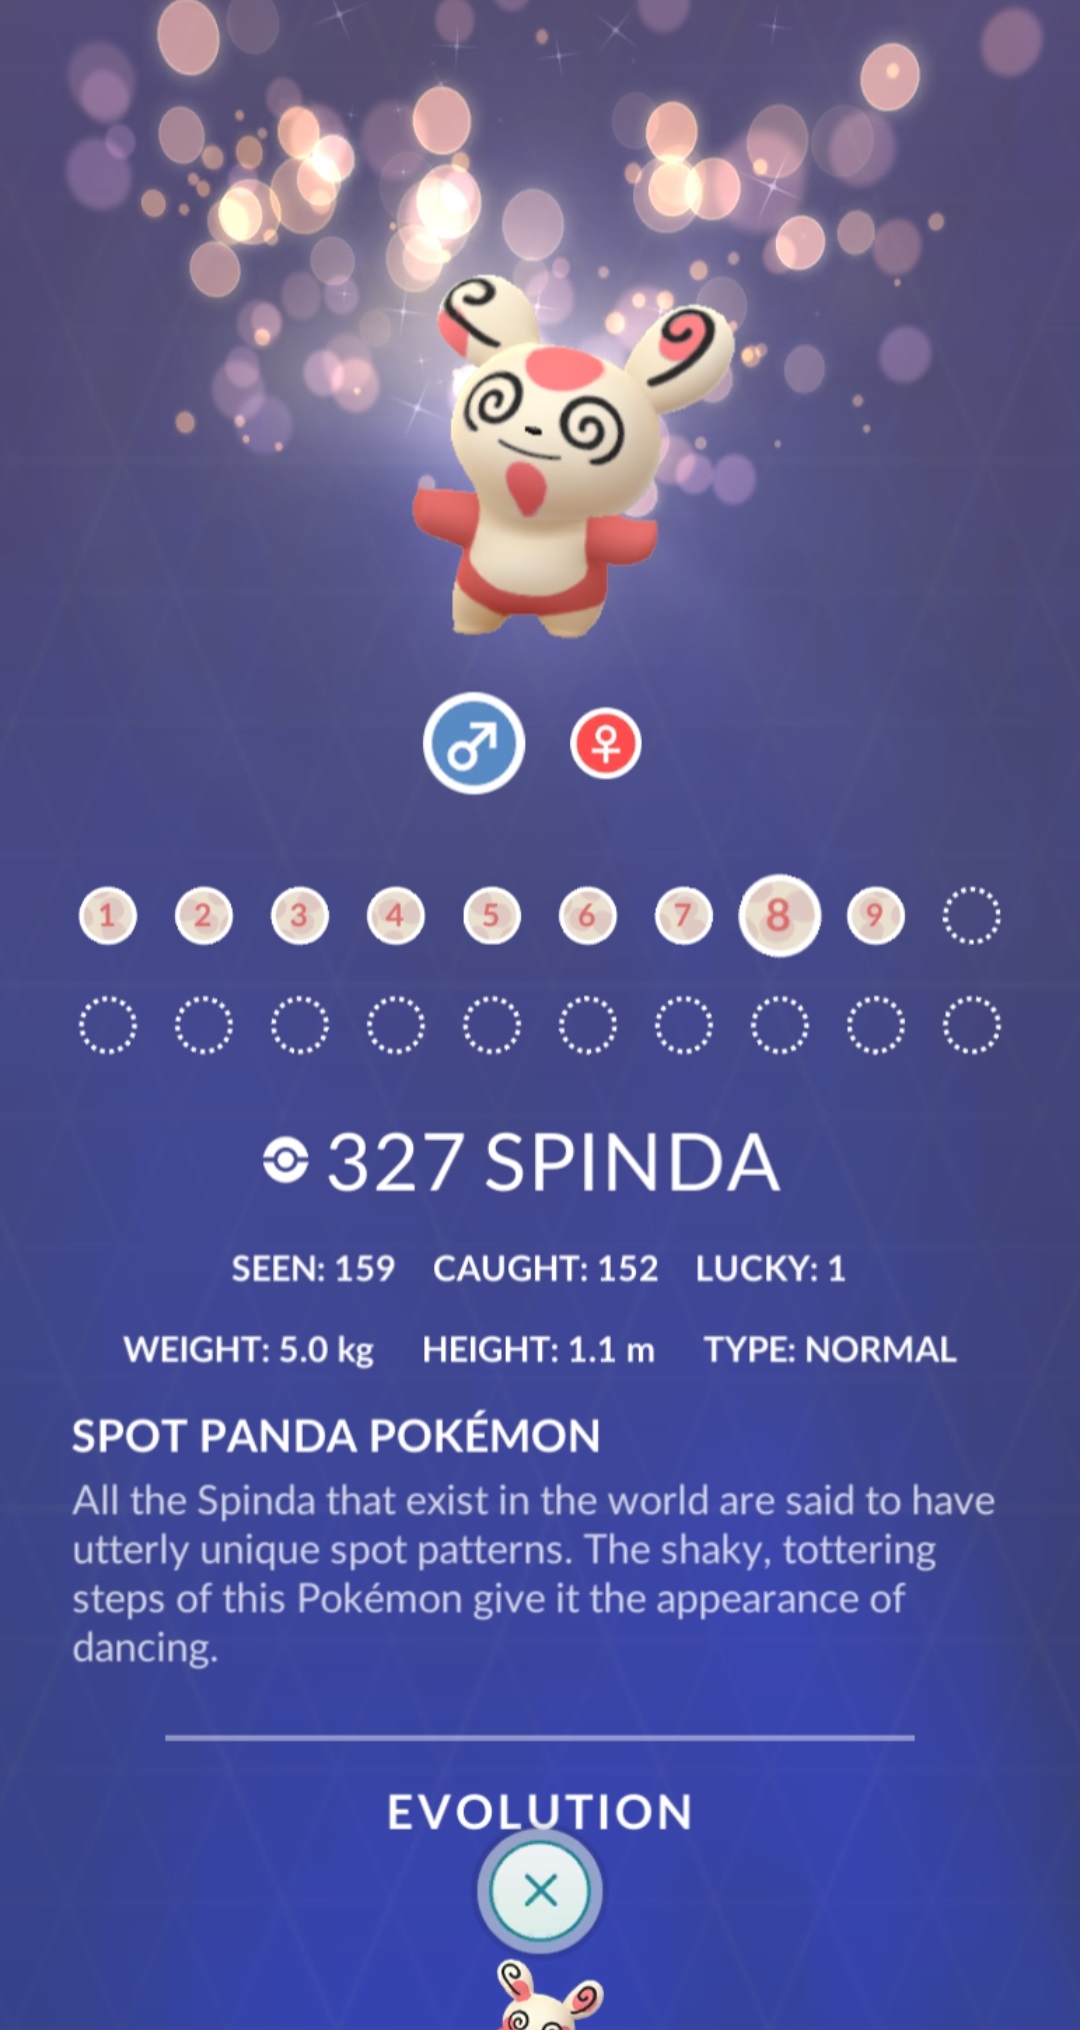 1 2 3 4 5 6 7 8 9
327 SPINDA
SEEN: 159 CAUGHT: 152 LUCKY: 1
WEIGHT: 5.0 kg HEIGHT: 1.1 m TYPE: NORMAL
SPOT PANDA POKÉMON
All the Spinda that exist in the world are said to have
utterly unique spot patterns. The shaky, tottering
steps of this Pokémon give it the appearance of
dancing.
EVOLUTION